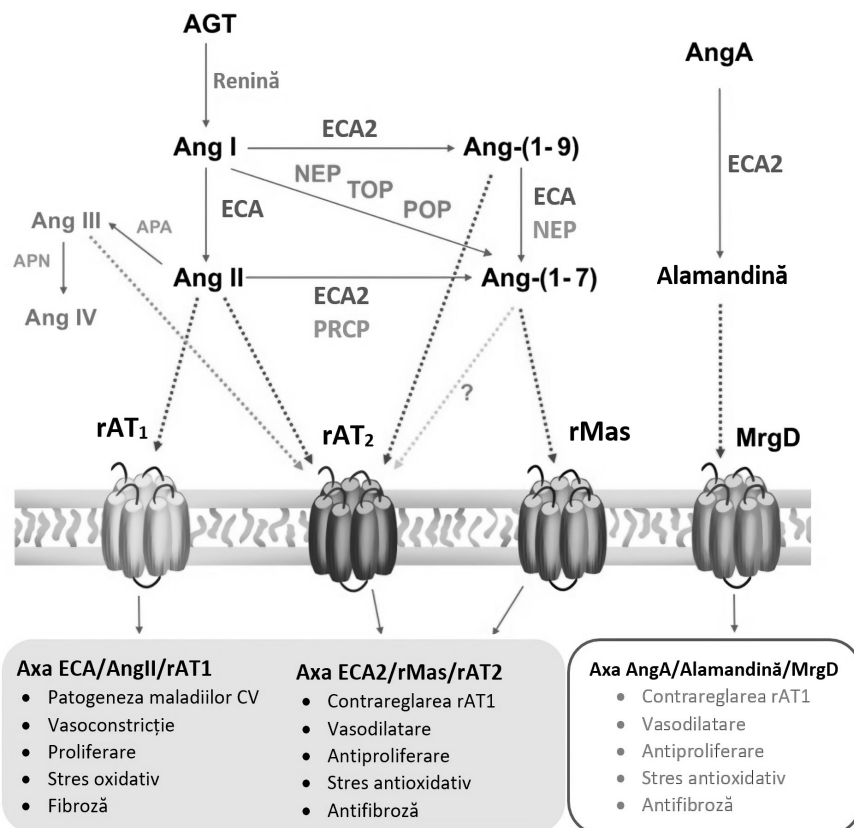 AGT
AngA
Renină
Ang I
ECA2
Ang-(1-9)
NEP
TOP
POP
ECA
ECA
NEP
ECA2
Ang III
APA
APN
Ang IV
Ang II
ECA2
PRCP
Ang-(1-7)
Alamandină
?
rAT1
rAT2
rMas
MrgD
Axa ECA/AngII/rAT1
• Patogeneza maladiilor CV
• Vasoconstricție
• Proliferare
• Stres oxidativ
• Fibroză
Axa ECA2/rMas/rAT2
• Contrareglarea rAT1
• Vasodilatare
• Antiproliferare
• Stres antioxidativ
• Antifibroză
Axa AngA/Alamandină/MrgD
• Contrareglarea rAT1
• Vasodilatare
• Antiproliferare
• Stres antioxidativ
• Antifibroză